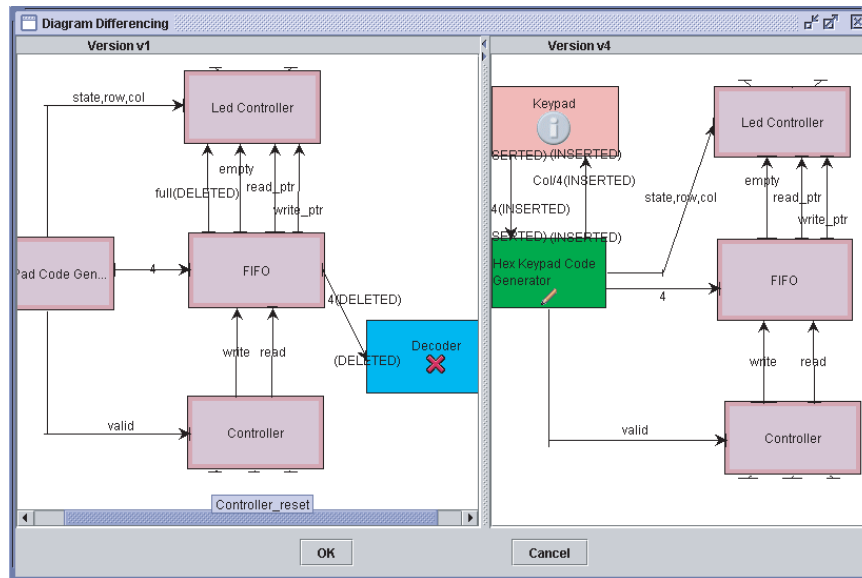 Diagram Differencing
Version v1
Version v4
state,row,col
Led Controller
full(DELETED)
empty
read_ptr
write_ptr
Pad Code Gen...
4
FIFO
4(DELETED)
(DELETED)
Decoder
write
read
valid
Controller
Controller_reset
Keypad
SERTED)
(INSERTED)
Col/4(INSERTED)
4(INSERTED)
SERTED)
(INSERTED)
Hex Keypad Code
Generator
state,row,col
Led Controller
empty
read_ptr
write_ptr
4
FIFO
write
read
valid
Controller
OK
Cancel